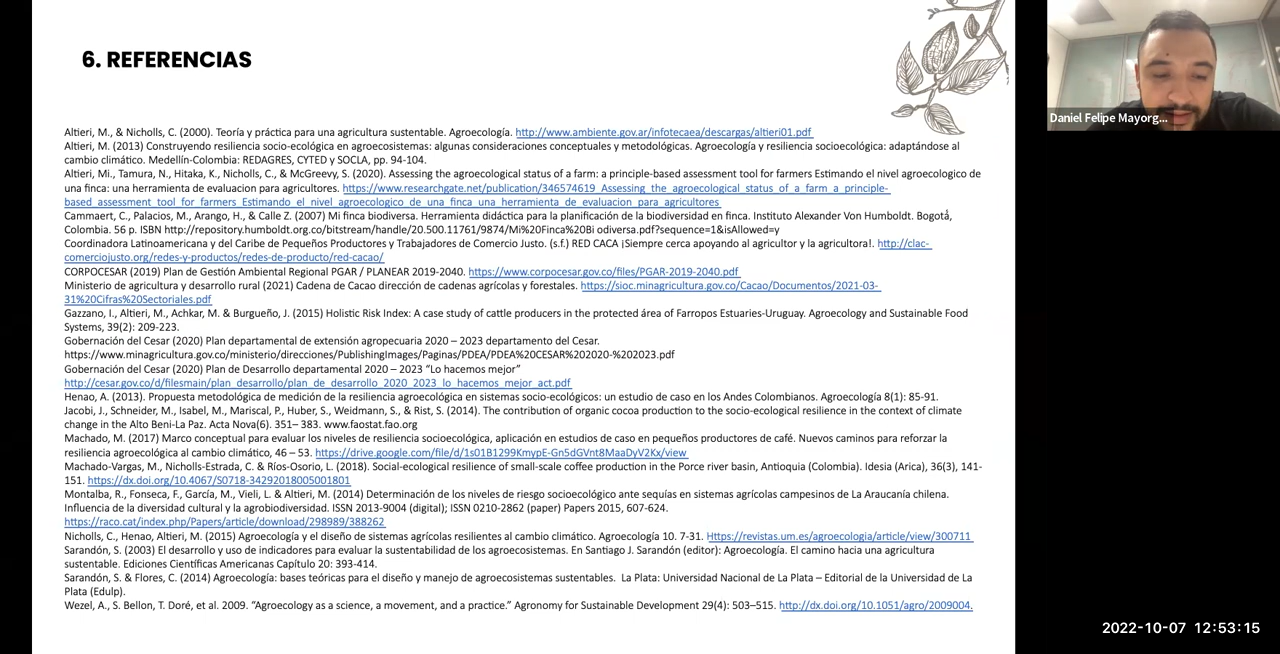 6. REFERENCIAS
Altieri, M., & Nicholls, C. (2000). Teoría y práctica para una agricultura sustentable. Agroecología. http://www.ambiente.gov.ar/infotecaea/descargas/altieri01.pdf
Altieri, M. (2013) Construyendo resiliencia socio-ecológica en agroecosistemas: algunas consideraciones conceptuales y metodológicas. Agroecología y resiliencia socioecológica: adaptándose al
cambio climático. Medellín-Colombia: REDAGRES, CYTED y SOCLA, pp. 94-104.
Altieri, Mi., Tamura, N., Hitaka, K., Nicholls, C., & McGreevy, S. (2020). Assessing the agroecological status of a farm: a principle-based assessment tool for farmers Estimando el nivel agroecologico de
una finca: una herramienta de evaluacion para agricultores. https://www.researchgate.net/publication/346574619_Assessing_the_agroecological_status_of_a_farm_a_principle-
based_assessment_tool_for_farmers_Estimando_el_nivel_agroecologico_de_una_finca_una_herramienta_de_evaluacion_para_agricultores
Cammaert, C., Palacios, M., Arango, H., & Calle Z. (2007) Mi finca biodiversa. Herramienta didáctica para la planificación de la biodiversidad en finca. Instituto Alexander Von Humboldt. Bogotá,
Colombia. 56 p. ISBN http://repository.humboldt.org.co/bitstream/handle/20.500.11761/9874/Mi%20Finca%20Bi odiversa.pdf?sequence=1&isAllowed=y
Coordinadora Latinoamericana y del Caribe de Pequeños Productores y Trabajadores de Comercio Justo. (s.f.) RED CACA ¡Siempre cerca apoyando al agricultor y la agricultura!. http://clac-
comerciojusto.org/redes-y-productos/redes-de-producto/red-cacao/
CORPOCESAR (2019) Plan de Gestión Ambiental Regional PGAR / PLANEAR 2019-2040. https://www.corpocesar.gov.co/files/PGAR-2019-2040.pdf
Ministerio de agricultura y desarrollo rural (2021) Cadena de Cacao dirección de cadenas agrícolas y forestales. https://sioc.minagricultura.gov.co/Cacao/Documentos/2021-03-
31%20Cifras%20Sectoriales.pdf
Gazzano, I., Altieri, M., Achkar, M. & Burgueño, J. (2015) Holistic Risk Index: A case study of cattle producers in the protected área of Farropos Estuaries-Uruguay. Agroecology and Sustainable Food
Systems, 39(2): 209-223.
Gobernación del Cesar (2020) Plan departamental de extensión agropecuaria 2020 – 2023 departamento del Cesar.
https://www.minagricultura.gov.co/ministerio/direcciones/PublishingImages/Paginas/PDEA/PDEA%20CESAR%202020-%202023.pdf
Gobernación del Cesar (2020) Plan de Desarrollo departamental 2020 – 2023 “Lo hacemos mejor”
http://cesar.gov.co/d/filesmain/plan_desarrollo/plan_de_desarrollo_2020_2023_lo_hacemos_mejor_act.pdf
Henao, A. (2013). Propuesta metodológica de medición de la resiliencia agroecológica en sistemas socio-ecológicos: un estudio de caso en los Andes Colombianos. Agroecología 8(1): 85-91.
Jacobi, J., Schneider, M., Isabel, M., Mariscal, P., Huber, S., Weidmann, S., & Rist, S. (2014). The contribution of organic cocoa production to the socio-ecological resilience in the context of climate
change in the Alto Beni-La Paz. Acta Nova(6). 351– 383. www.faostat.fao.org
Machado, M. (2017) Marco conceptual para evaluar los niveles de resiliencia socioecológica, aplicación en estudios de caso en pequeños productores de café. Nuevos caminos para reforzar la
resiliencia agroecológica al cambio climático, 46 – 53. https://drive.google.com/file/d/1s01B1299KmypE-Gn5dGVnt8MaaDyV2Kx/view
Machado-Vargas, M., Nicholls-Estrada, C. & Ríos-Osorio, L. (2018). Social-ecological resilience of small-scale coffee production in the Porce river basin, Antioquia (Colombia). Idesia (Arica), 36(3), 141-
151. https://dx.doi.org/10.4067/S0718-34292018005001801
Montalba, R., Fonseca, F., García, M., Vieli, L. & Altieri, M. (2014) Determinación de los niveles de riesgo socioecológico ante sequías en sistemas agrícolas campesinos de La Araucanía chilena.
Influencia de la diversidad cultural y la agrobiodiversidad. ISSN 2013-9004 (digital); ISSN 0210-2862 (paper) Papers 2015, 607-624.
https://raco.cat/index.php/Papers/article/download/298989/388262
Nicholls, C., Henao, Altieri, M. (2015) Agroecología y el diseño de sistemas agrícolas resilientes al cambio climático. Agroecología 10. 7-31. Https://revistas.um.es/agroecologia/article/view/300711
Sarandón, S. (2003) El desarrollo y uso de indicadores para evaluar la sustentabilidad de los agroecosistemas. En Santiago J. Sarandón (editor): Agroecología. El camino hacia una agricultura
sustentable. Ediciones Científicas Americanas Capítulo 20: 393-414.
Sarandón, S. & Flores, C. (2014) Agroecología: bases teóricas para el diseño y manejo de agroecosistemas sustentables. La Plata: Universidad Nacional de La Plata – Editorial de la Universidad de La
Plata (Edulp).
Wezel, A., S. Bellon, T. Doré, et al. 2009. “Agroecology as a science, a movement, and a practice.” Agronomy for Sustainable Development 29(4): 503–515. http://dx.doi.org/10.1051/agro/2009004.
Daniel Felipe Mayorg...
2022-10-07 12:53:15